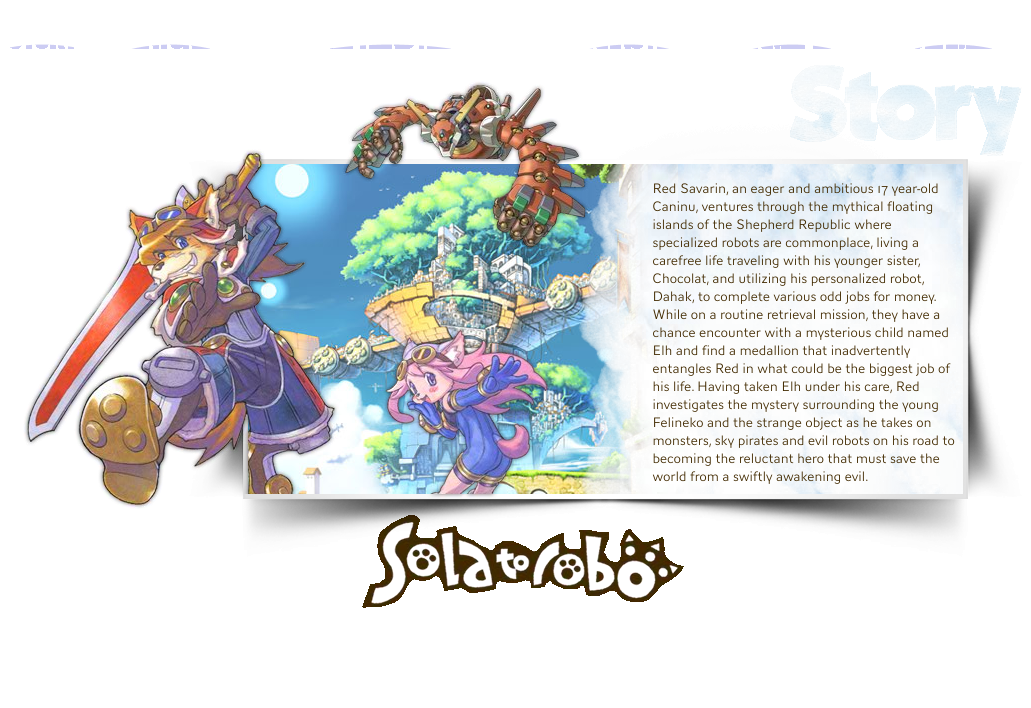 Story
Red Savarin, an eager and ambitious 17 year-old
Caninu, ventures through the mythical floating
islands of the Shepherd Republic where
specialized robots are commonplace, living a
carefree life traveling with his younger sister,
Chocolat, and utilizing his personalized robot,
Dahak, to complete various odd jobs for money.
While on a routine retrieval mission, they have a
chance encounter with a mysterious child named
Elh and find a medallion that inadvertently
entangles Red in what could be the biggest job of
his life. Having taken Elh under his care, Red
investigates the mystery surrounding the young
Felineko and the strange object as he takes on
monsters, sky pirates and evil robots on his road to
becoming the reluctant hero that must save the
world from a swiftly awakening evil.
Solatorobo